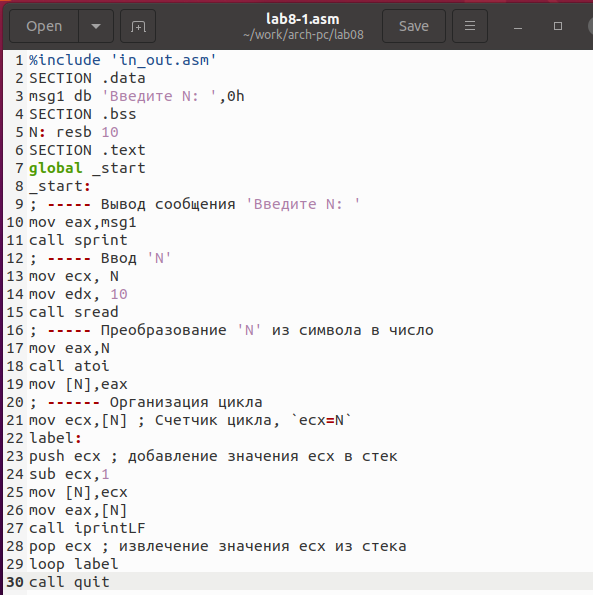 Open
lab8-1.asm
~/work/arch-pc/lab08
Save
1 %include 'in_out.asm'
2 SECTION .data
3 msg1 db 'Введите N: ',0h
4 SECTION .bss
5 N: resb 10
6 SECTION .text
7 global _start
8 _start:
9 ; ----- Вывод сообщения 'Введите N: '
10 mov eax,msg1
11 call sprint
12 ; ----- Ввод 'N'
13 mov ecx, N
14 mov edx, 10
15 call sread
16 ; ----- Преобразование 'N' из символа в число
17 mov eax,N
18 call atoi
19 mov [N],eax
20 ; ------ Организация цикла
21 mov ecx,[N] ; Счетчик цикла, `ecx=N`
22 label:
23 push ecx ; добавление значения ecx в стек
24 sub ecx,1
25 mov [N],ecx
26 mov eax,[N]
27 call iprintLF
28 pop ecx ; извлечение значения ecx из стека
29 loop label
30 call quit